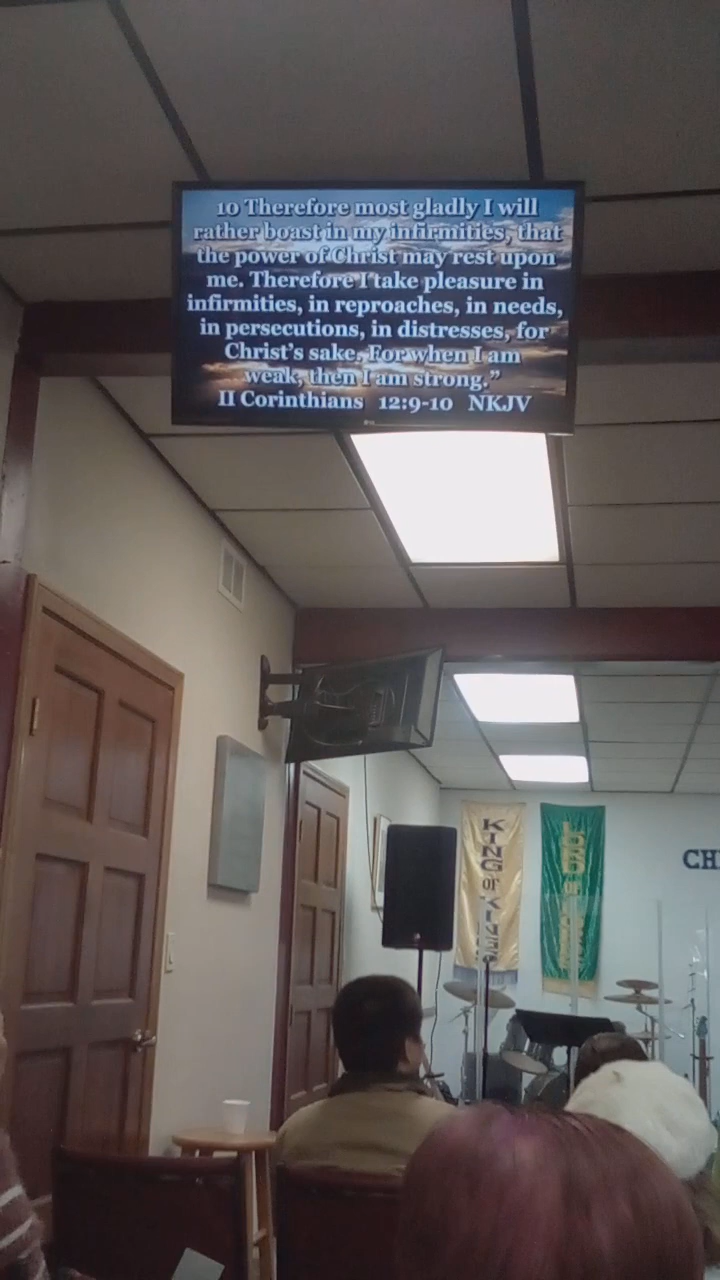 10 Therefore most gladly I will
rather boast in my infirmities, that
the power of Christ may rest upon
me. Therefore I take pleasure in
infirmities, in reproaches, in needs,
in persecutions, in distresses, for
Christ's sake. For when I am
weak, then I am strong.”
II Corinthians 12:9-10 NKJV
KING
OF
KINGS
LORD
OF
CH